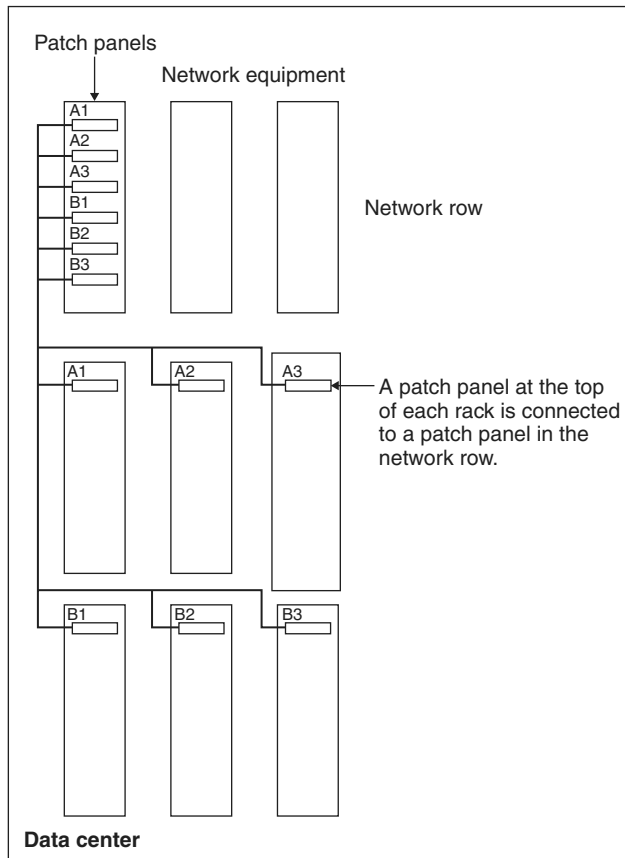 Patch panels
Network equipment
A1
A2
A3
B1
B2
B3
Network row
A1
A2
A3
A patch panel at the top
of each rack is connected
to a patch panel in the
network row.
B1
B2
B3
Data center